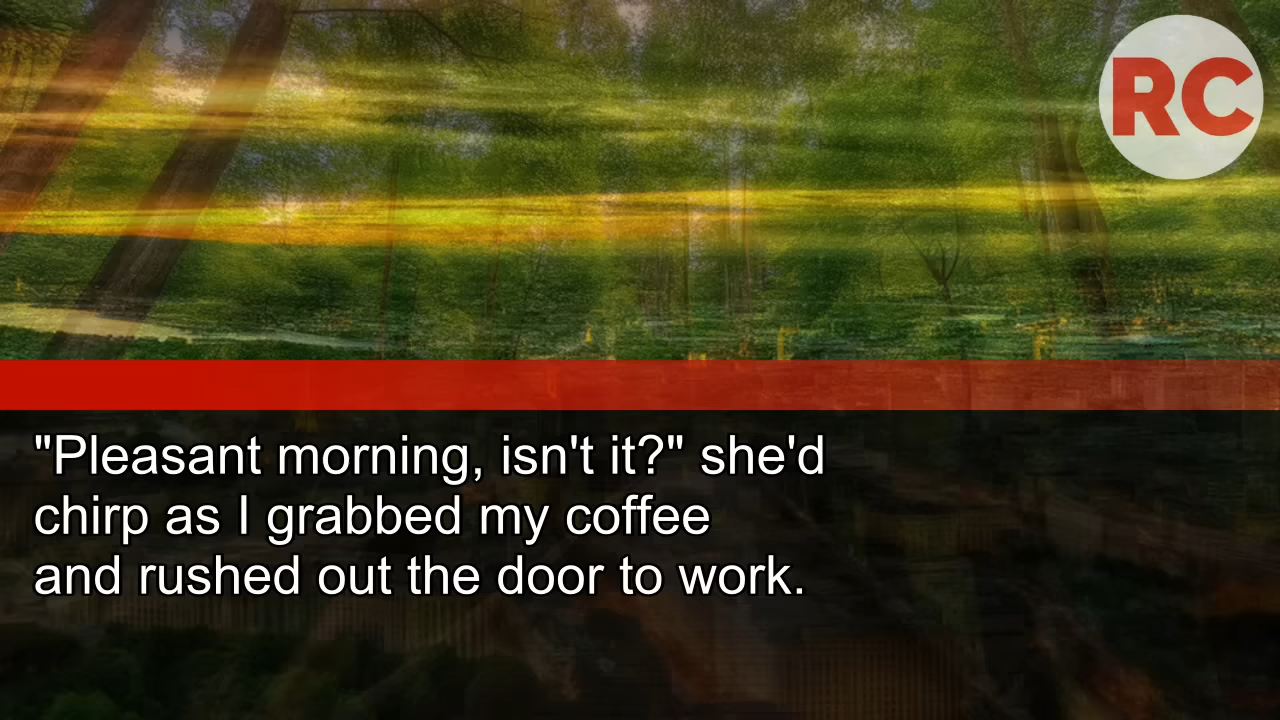 RC
"Pleasant morning, isn't it?" she'd
chirp as I grabbed my coffee
and rushed out the door to work.